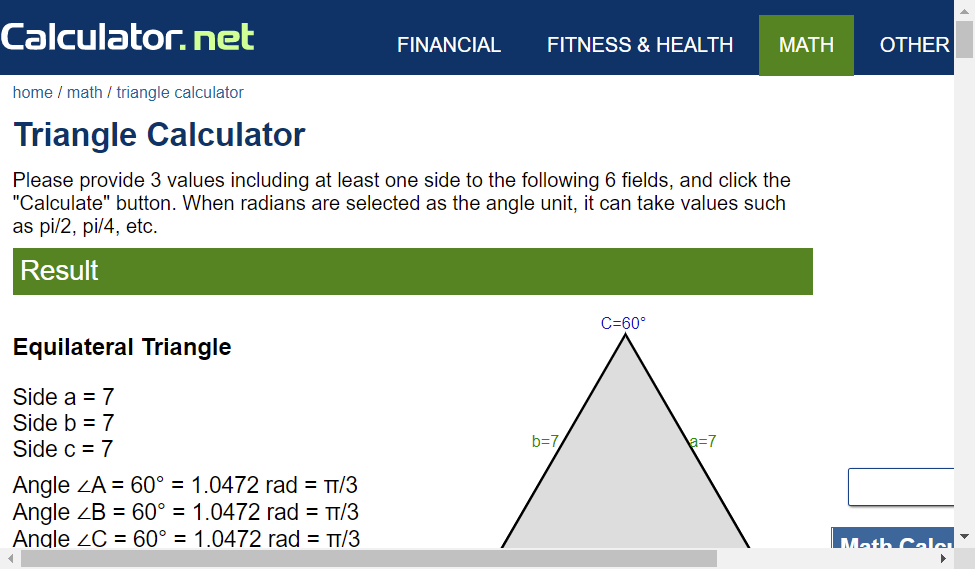 Calculator.net
FINANCIAL FITNESS & HEALTH MATH OTHER
home / math / triangle calculator
Triangle Calculator
Please provide 3 values including at least one side to the following 6 fields, and click the
"Calculate" button. When radians are selected as the angle unit, it can take values such
as pi/2, pi/4, etc.
Result
C=60°
Equilateral Triangle
Side a = 7
Side b = 7
Side c = 7
b=7
a=7
Angle ∠A = 60° = 1.0472 rad = π/3
Angle ∠B = 60° = 1.0472 rad = π/3
Angle ∠C = 60° = 1.0472 rad = π/3
Math